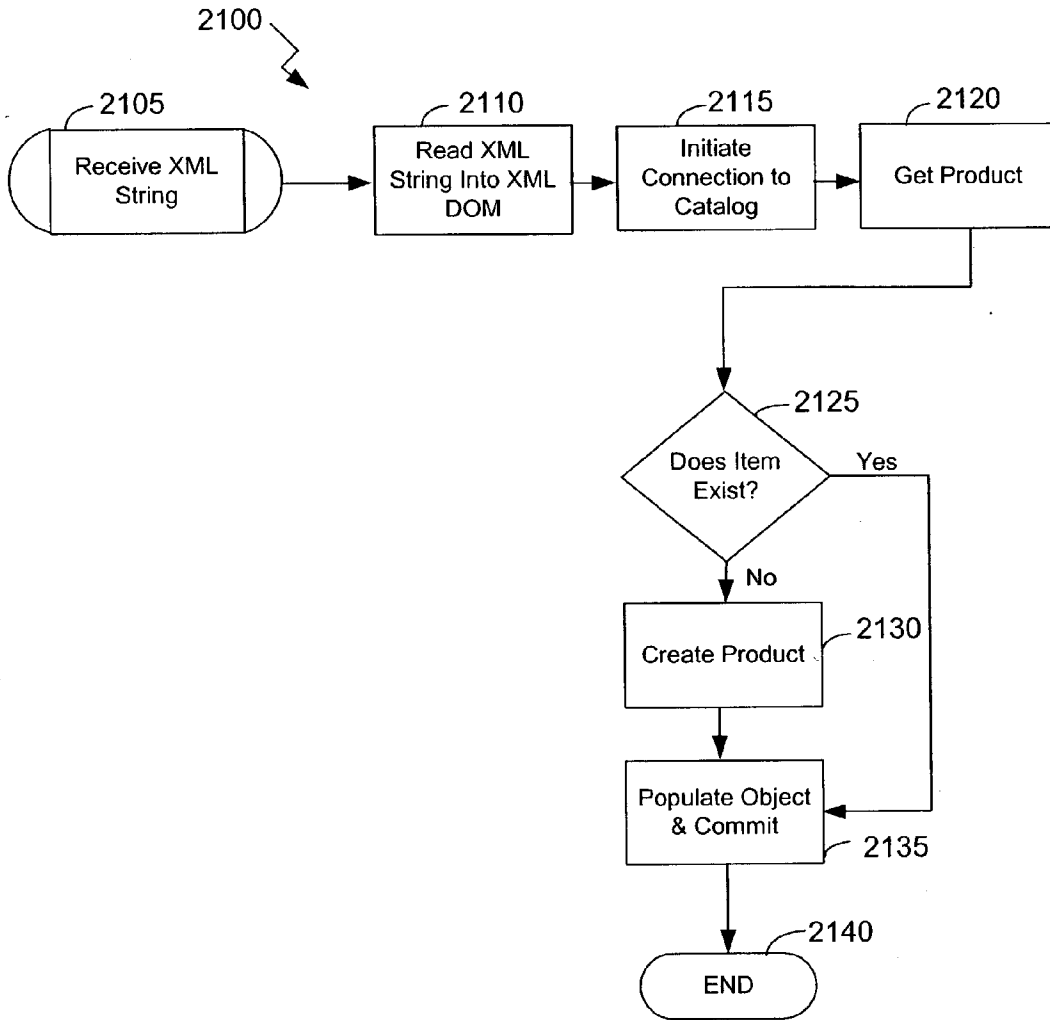 2100
2105
Receive XML
String
2110
Read XML
String Into XML
DOM
2115
Initiate
Connection to
Catalog
2120
Get Product
2125
Does Item
Exist?
Yes
No
2130
Create Product
Populate Object
& Commit
2135
2140
END